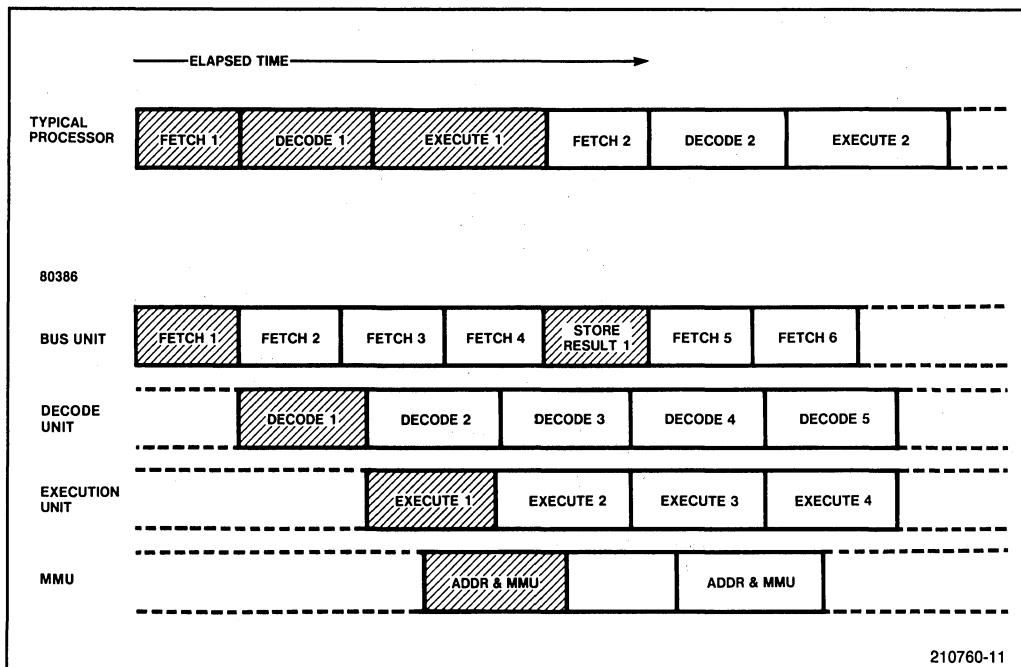 ELAPSED TIME
TYPICAL
PROCESSOR
FETCH 1
DECODE 1
EXECUTE 1
FETCH 2
DECODE 2
EXECUTE 2
80386
BUS UNIT
FETCH 1
FETCH 2
FETCH 3
FETCH 4
STORE
RESULT 1
FETCH 5
FETCH 6
DECODE
UNIT
DECODE 1
DECODE 2
DECODE 3
DECODE 4
DECODE 5
EXECUTION
UNIT
EXECUTE 1
EXECUTE 2
EXECUTE 3
EXECUTE 4
MMU
ADDR & MMU
ADDR & MMU
210760-11